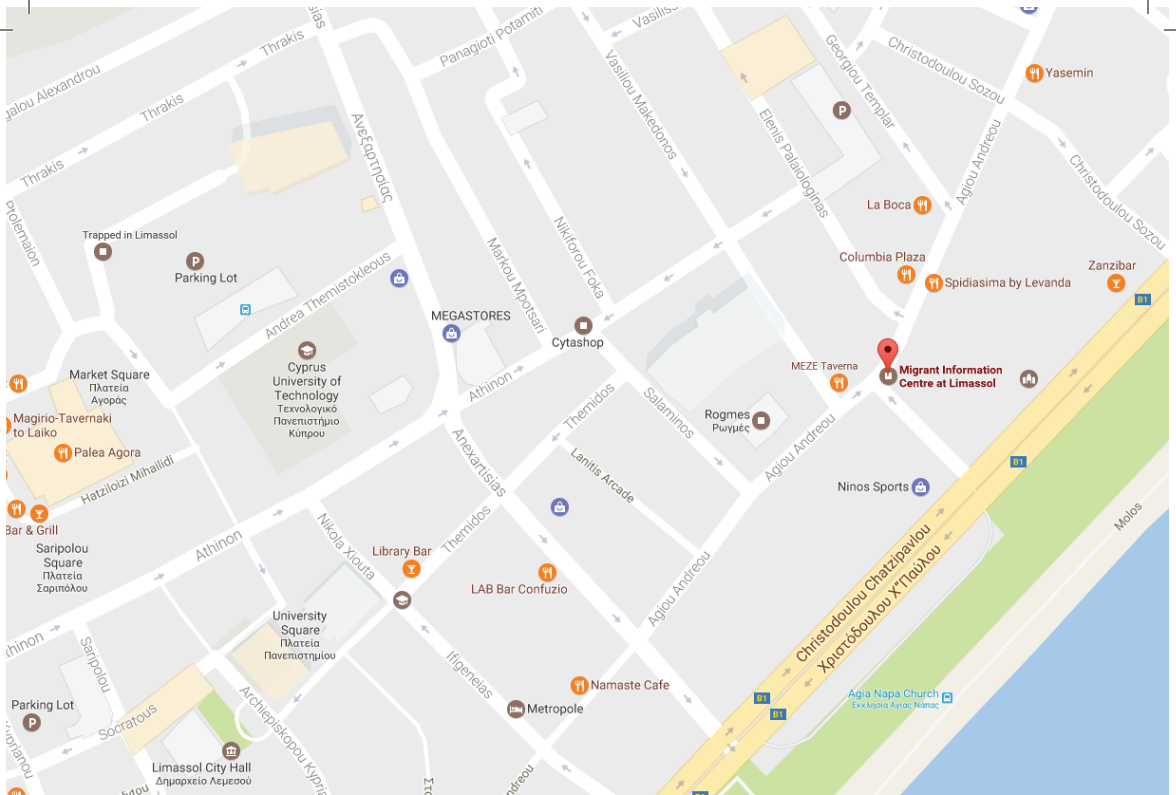 Panagioti Potamiti
Thrakis
galou Alexandrou
Thrakis
Thrakis
Ptolemaion
Ανεξαρτησίας
Vasiliou Makedonos
Georgiou Templar
Christodoulou Sozou
Yasemin
P
Elenis Palaiologinas
Agiou Andreou
Christodoulou Sozou
La Boca
Trapped in Limassol
P
Parking Lot
Andrea Themistokleous
Markou Mpotsari
Nikiforou Foka
Columbia Plaza
Spidiasima by Levanda
Zanzibar
B1
MEGASTORES
Cytashop
Market Square
Πλατεία
Αγοράς
Cyprus
University of
Technology
Τεχνολογικό
Πανεπιστήμιο
Κύπρου
Athinon
Themidos
Salaminos
MEZE Taverna
Migrant Information
Centre at Limassol
Rogmes
Ρωγμές
Magirio-Tavernaki
to Laiko
Palea Agora
Hatziloizi Mihailidi
Anexartisias
Lanitis Arcade
Agiou Andreou
B1
Ninos Sports
Molos
Bar & Grill
Saripolou
Square
Πλατεία
Σαριπόλου
Athinon
Nikola Xiouta
Themidos
Library Bar
LAB Bar Confuzio
Agiou Andreou
Christodoulou Chatzipavlou
Χριστόδουλου Χ"Παύλου
University
Square
Πλατεία
Πανεπιστημίου
thinon
Saripolou
Ifigeneias
Namaste Cafe
Metropole
B1
B1
Agia Napa Church
Εκκλησία Αγίας Νάπας
Parking Lot
P
Socratous
Archiepiskopou Kypria
Limassol City Hall
Δημαρχείο Λεμεσού
Kyprianou
ndreou